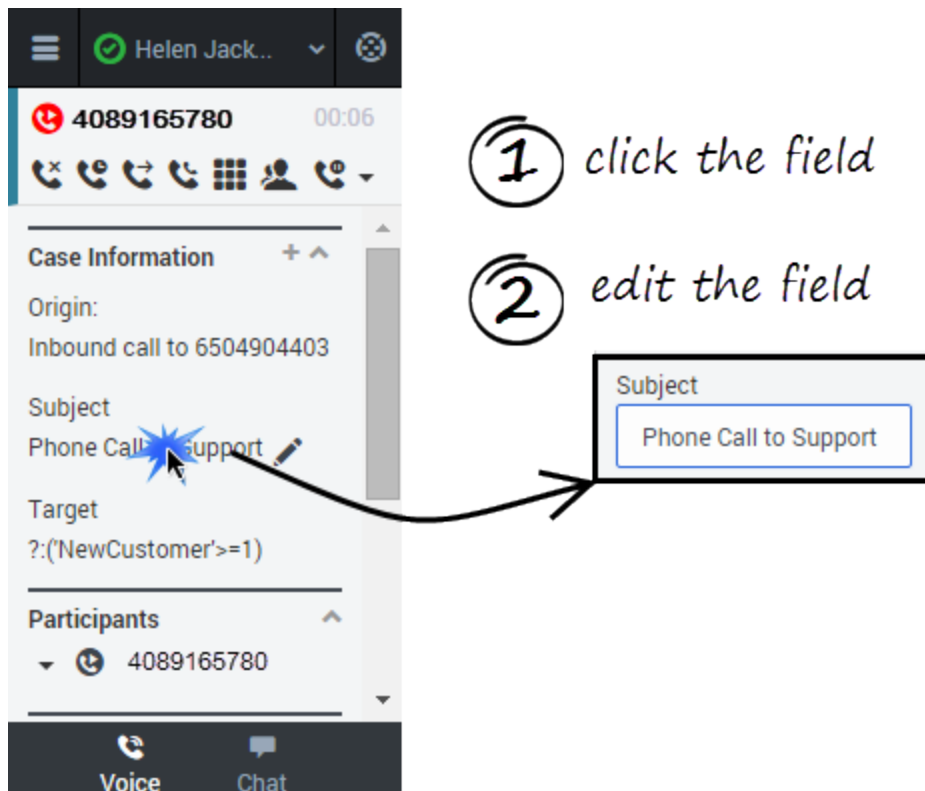 Helen Jack...
4089165780 00:06
Case Information
Origin:
Inbound call to 6504904403
Subject
Phone Call Support
Target
?:('NewCustomer'>=1)
Participants
4089165780
Voice Chat
1 click the field
2 edit the field
Subject
Phone Call to Support